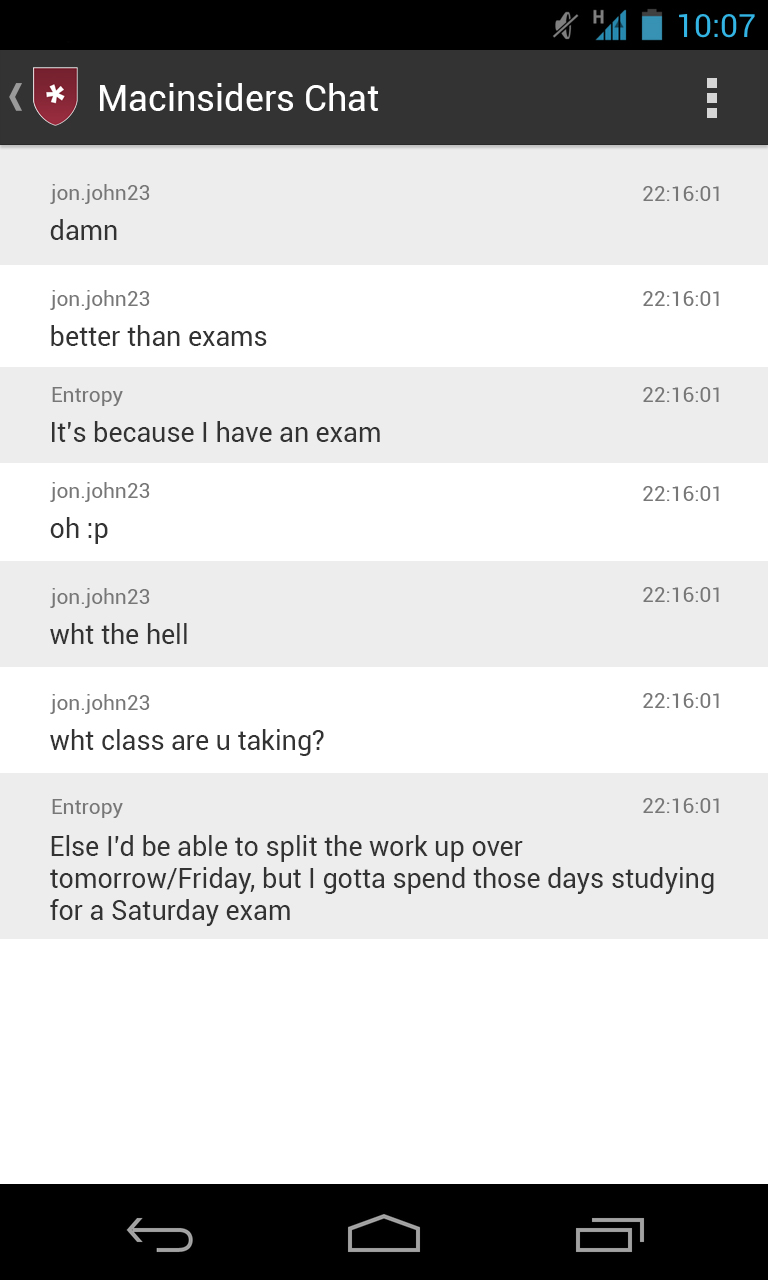 H 10:07
Macinsiders Chat
jon.john23 22:16:01
damn
jon.john23 22:16:01
better than exams
Entropy 22:16:01
It's because I have an exam
jon.john23 22:16:01
oh :p
jon.john23 22:16:01
wht the hell
jon.john23 22:16:01
wht class are u taking?
Entropy 22:16:01
Else I'd be able to split the work up over
tomorrow/Friday, but I gotta spend those days studying
for a Saturday exam